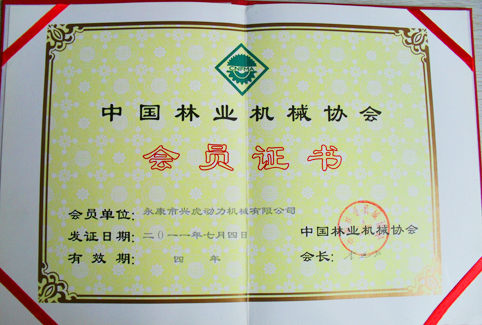 中国林业机械协会
会员证书
会员单位：永康市兴虎动力机械有限公司
发证日期：二〇一一年七月四日
有效期：四年
中国林业机械协会
会长：